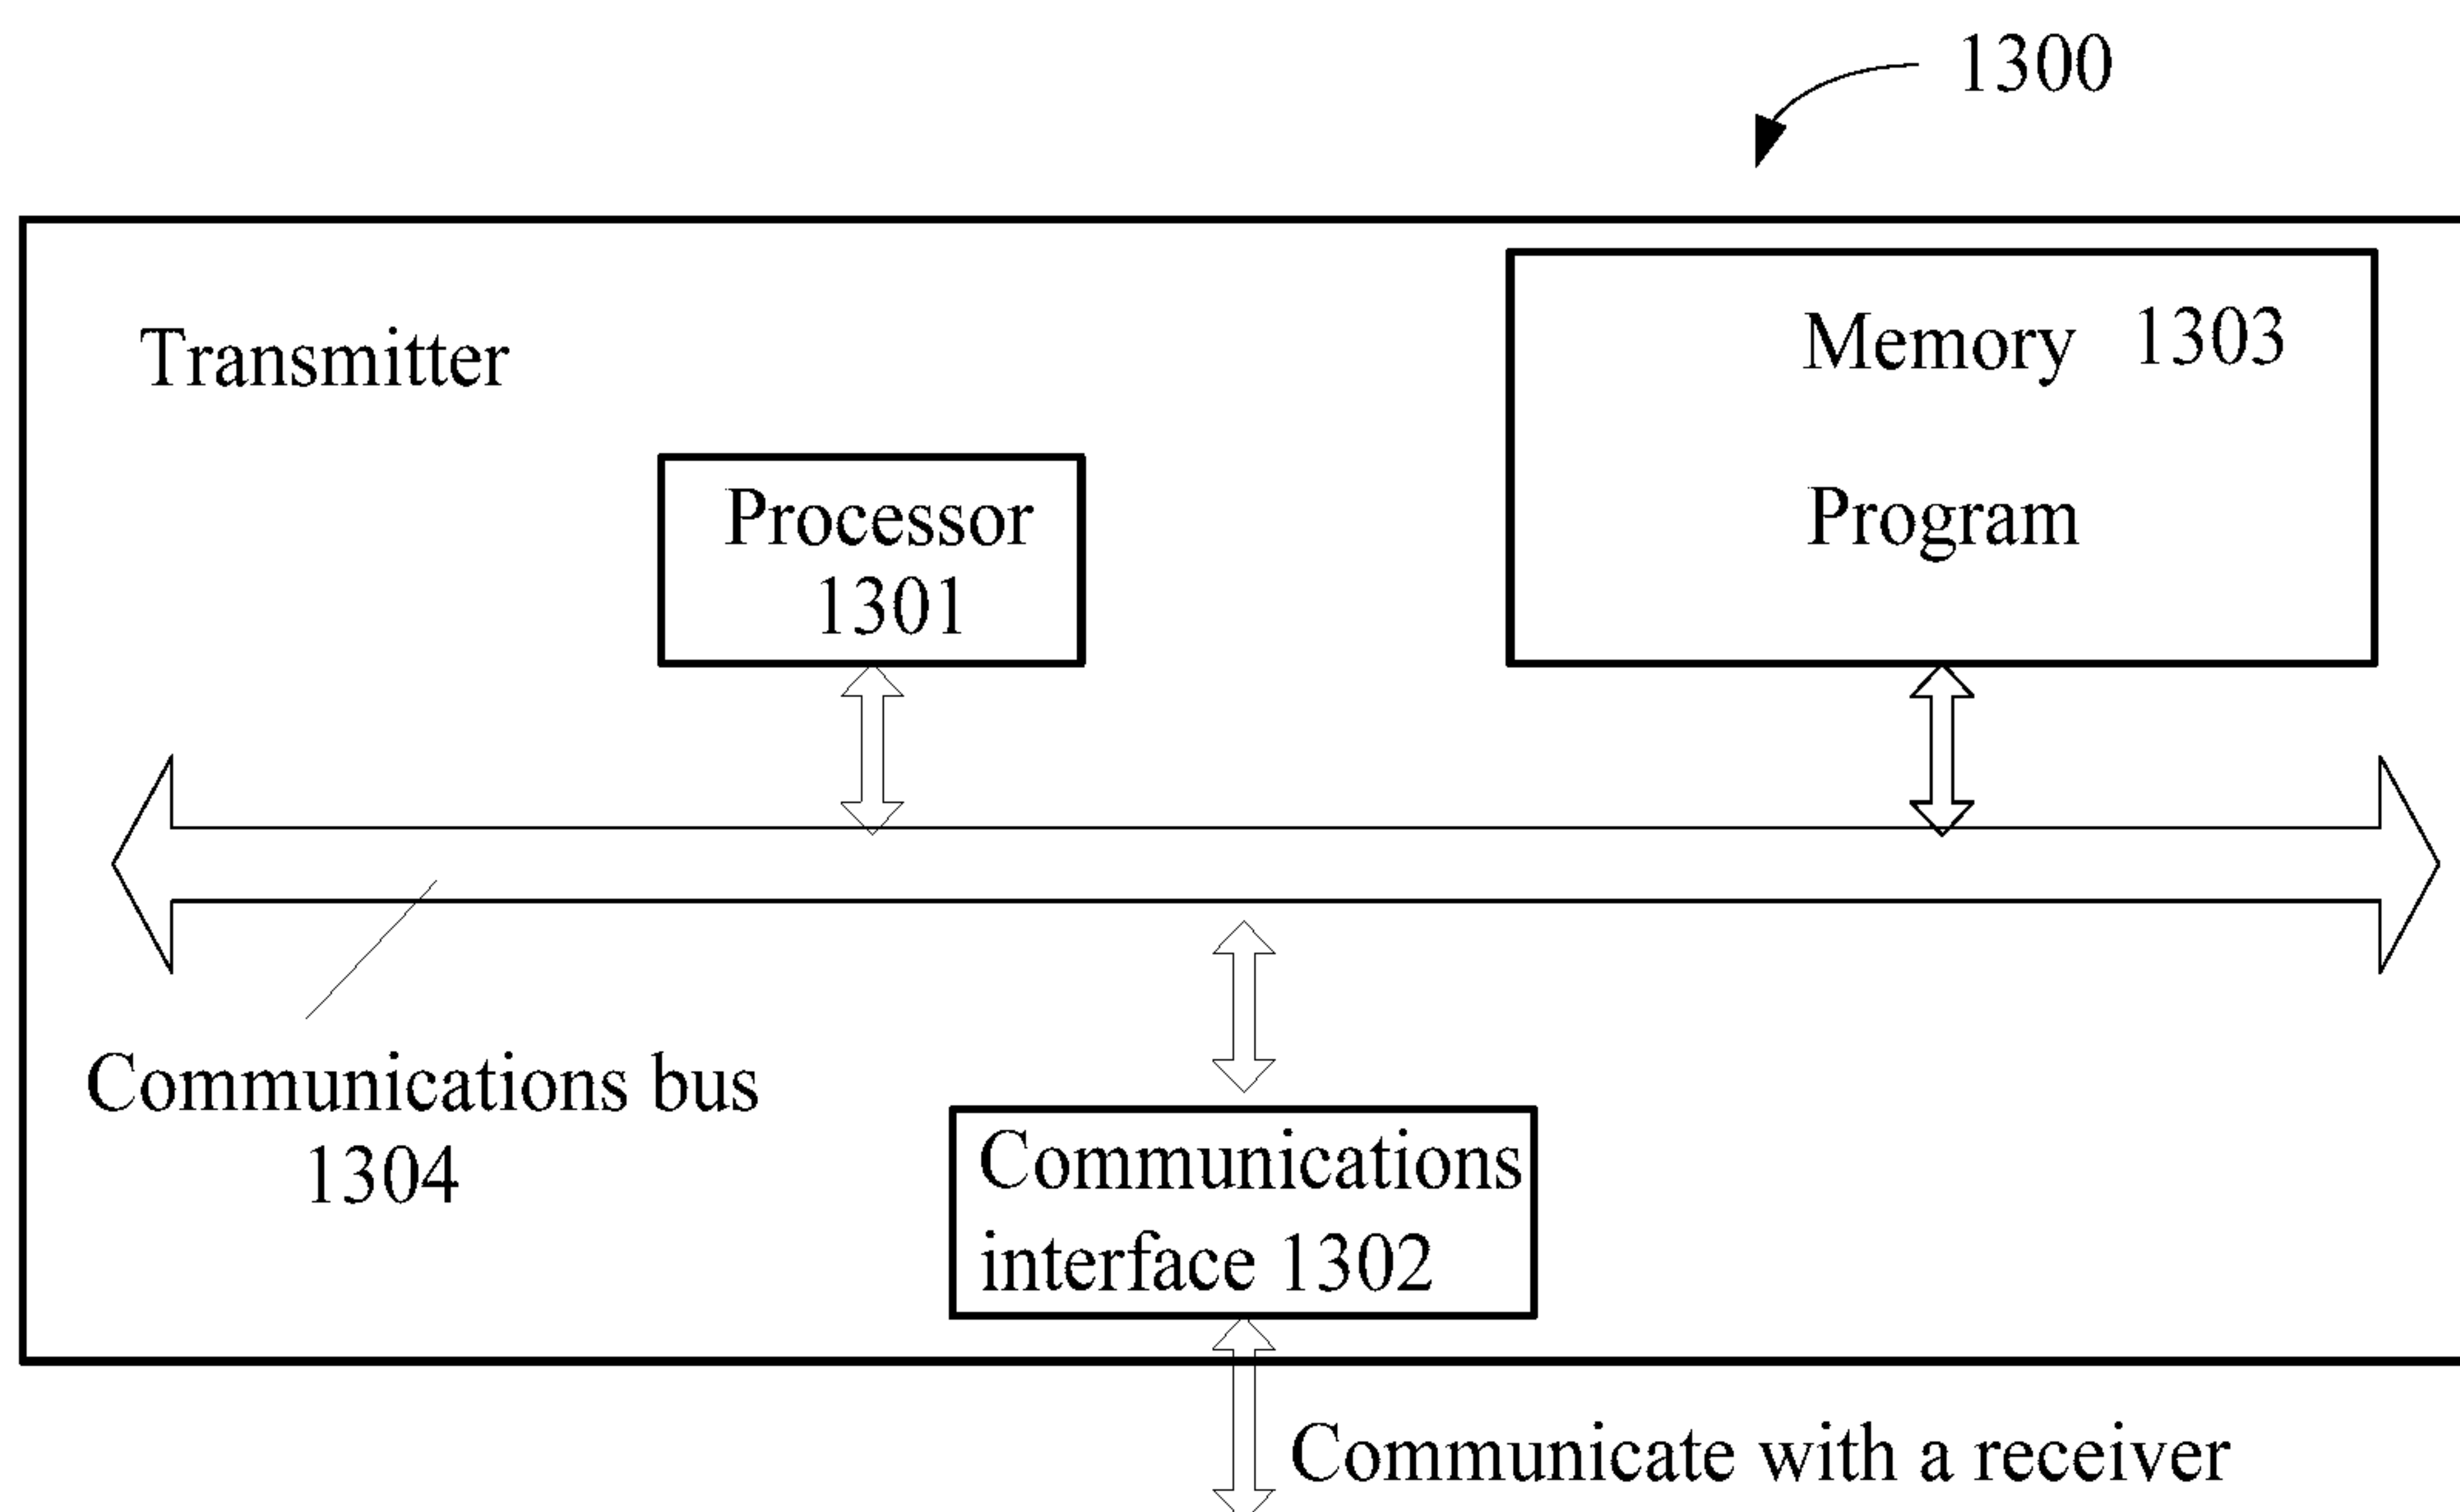 1300
Transmitter
Memory 1303
Program
Processor
1301
Communications bus
1304
Communications
interface 1302
Communicate with a receiver